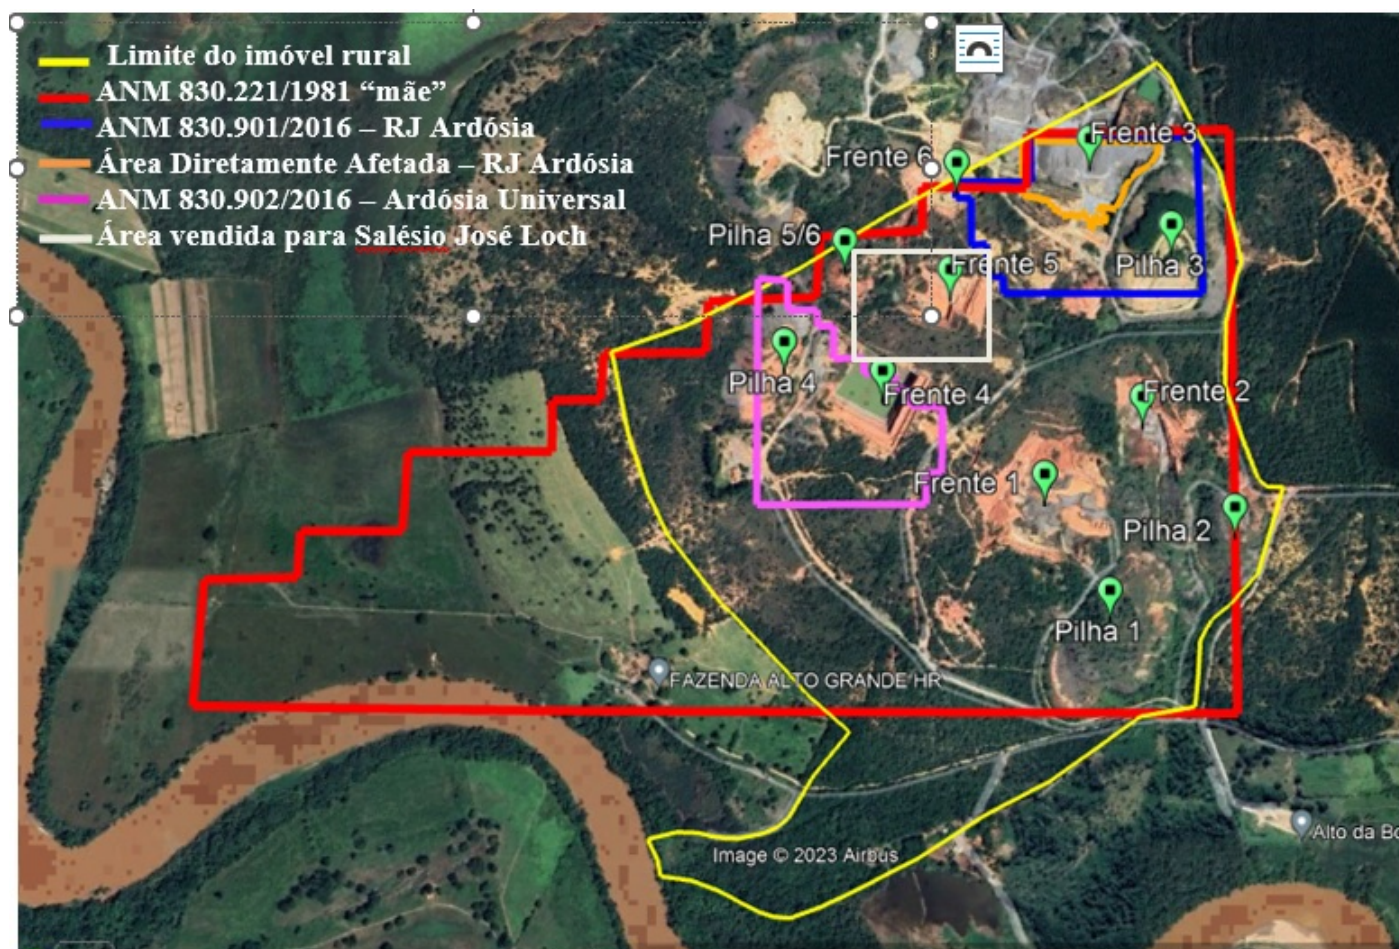 Limite do imóvel rural
ANM 830.221/1981 “mãe”
ANM 830.901/2016 – RJ Ardósia
Área Diretamente Afetada – RJ Ardósia
ANM 830.902/2016 – Ardósia Universal
Área vendida para Salésio José Loch
Frente 3
Frente 6
Pilha 5/6
Frente 5
Pilha 3
Pilha 4
Frente 4
Frente 2
Frente 1
Pilha 2
Pilha 1
FAZENDA ALTO GRANDE HR
Alto da Bo
Image © 2023 Airbus